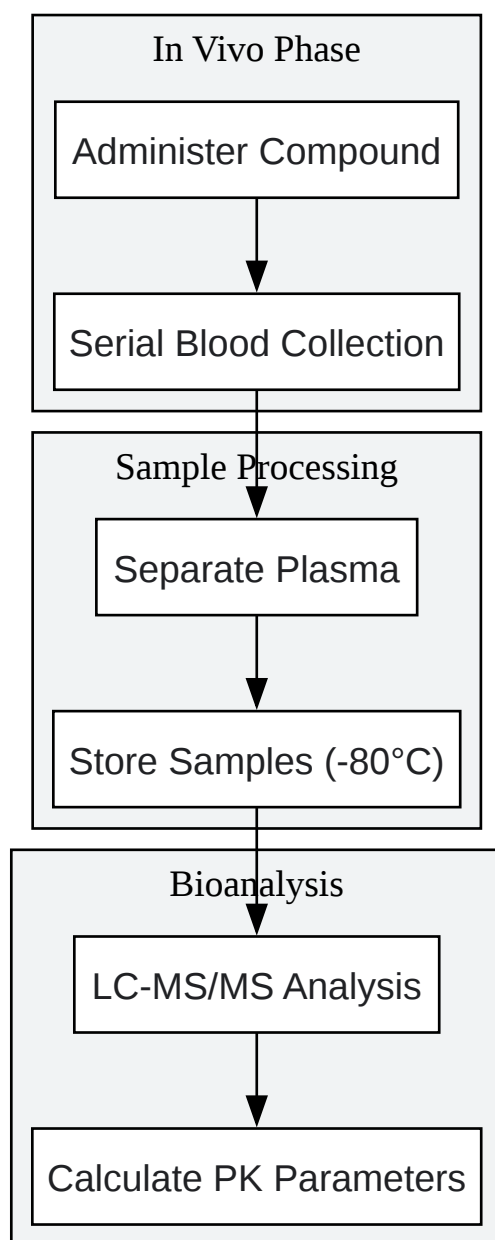 In Vivo Phase
Administer Compound
Serial Blood Collection
Sample Processing
Separate Plasma
Store Samples (-80°C)
Bioanalysis
LC-MS/MS Analysis
Calculate PK Parameters